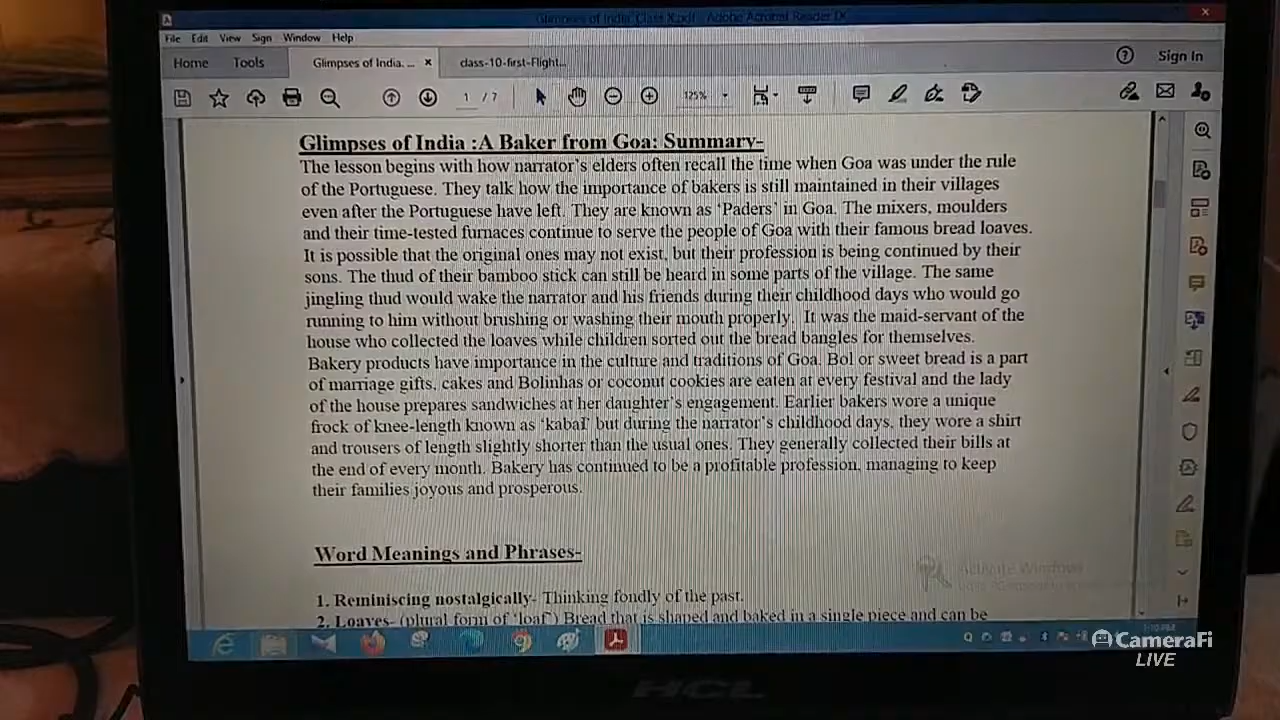 Glimpses of India_Class X.pdf - Adobe Acrobat Reader DC
File Edit View Sign Window Help
Home Tools Glimpses of India. ... × class-10-first-Flight... Sign In
1 / 7 125%
Glimpses of India :A Baker from Goa: Summary-
The lesson begins with how narrator's elders often recall the time when Goa was under the rule
of the Portuguese. They talk how the importance of bakers is still maintained in their villages
even after the Portuguese have left. They are known as 'Paders' in Goa. The mixers, moulders
and their time-tested furnaces continue to serve the people of Goa with their famous bread loaves.
It is possible that the original ones may not exist, but their profession is being continued by their
sons. The thud of their bamboo stick can still be heard in some parts of the village. The same
jingling thud would wake the narrator and his friends during their childhood days who would go
running to him without brushing or washing their mouth properly. It was the maid-servant of the
house who collected the loaves while children sorted out the bread bangles for themselves.
Bakery products have importance in the culture and traditions of Goa. Bol or sweet bread is a part
of marriage gifts, cakes and Bolinhas or coconut cookies are eaten at every festival and the lady
of the house prepares sandwiches at her daughter's engagement. Earlier bakers wore a unique
frock of knee-length known as 'kabai' but during the narrator's childhood days, they wore a shirt
and trousers of length slightly shorter than the usual ones. They generally collected their bills at
the end of every month. Bakery has continued to be a profitable profession, managing to keep
their families joyous and prosperous.
Word Meanings and Phrases-
1. Reminiscing nostalgically- Thinking fondly of the past.
2. Loaves- (plural form of 'loaf') Bread that is shaped and baked in a single piece and can be
Activate Windows
CameraFi
LIVE
HCL